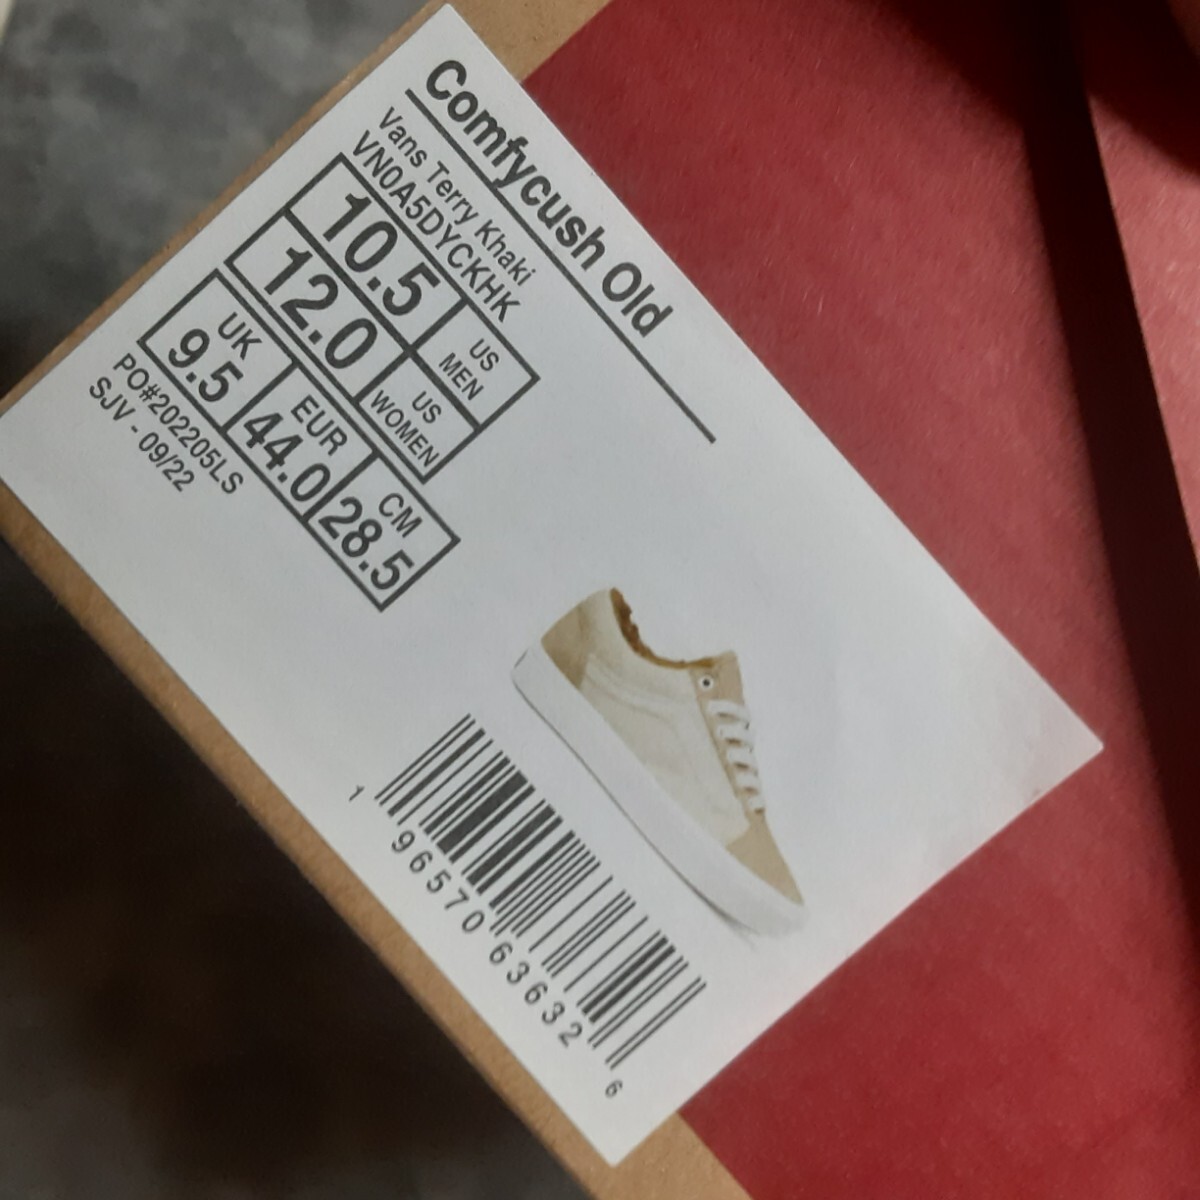 Comfycush Old
Vans Terry Khaki
VN0A5DYCKHK
10.5 US MEN
12.0 US WOMEN
UK EUR CM
9.5 44.0 28.5
PO#202205LS
SJV - 09/22
1 96570 63632 6